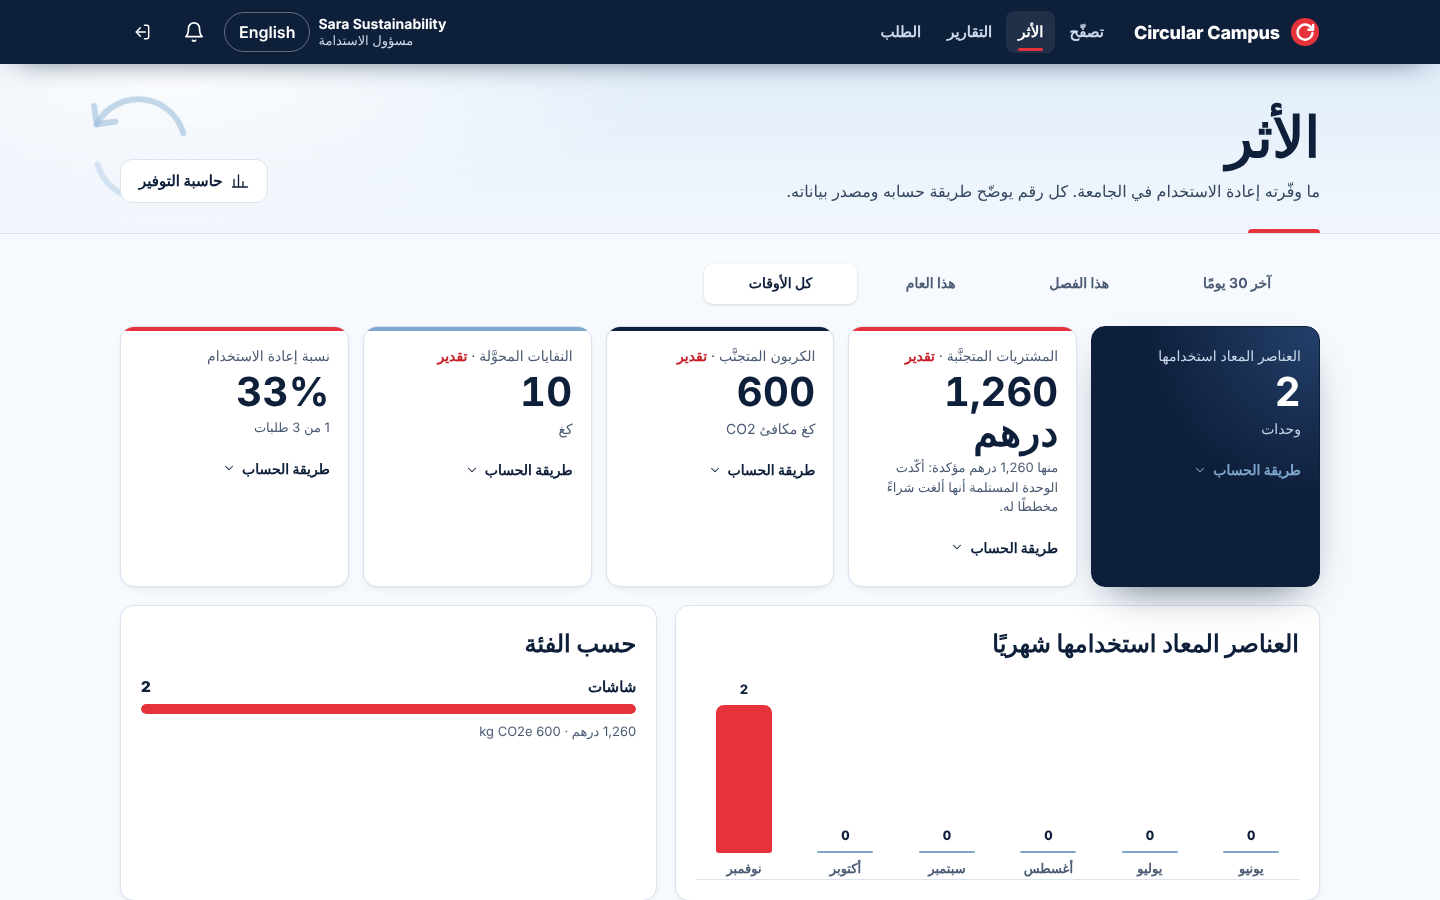 Circular Campus
تصفّح
الأثر
التقارير
الطلب
Sara Sustainability
مسؤول الاستدامة
English
الأثر
ما وفّرته إعادة الاستخدام في الجامعة. كل رقم يوضّح طريقة حسابه ومصدر بياناته.
حاسبة التوفير
آخر 30 يومًا
هذا الفصل
هذا العام
كل الأوقات
العناصر المعاد استخدامها
2
وحدات
طريقة الحساب
المشتريات المتجنَّبة · تقدير
1,260
درهم
منها 1,260 درهم مؤكدة: أكّدت
الوحدة المستلمة أنها ألغت شراءً
مخططًا له.
طريقة الحساب
الكربون المتجنَّب · تقدير
600
كغ مكافئ CO2
طريقة الحساب
النفايات المحوَّلة · تقدير
10
كغ
طريقة الحساب
نسبة إعادة الاستخدام
33%
1 من 3 طلبات
طريقة الحساب
العناصر المعاد استخدامها شهريًا
0
0
0
0
0
2
يونيو
يوليو
أغسطس
سبتمبر
أكتوبر
نوفمبر
حسب الفئة
شاشات
2
1,260 درهم · 600 kg CO2e